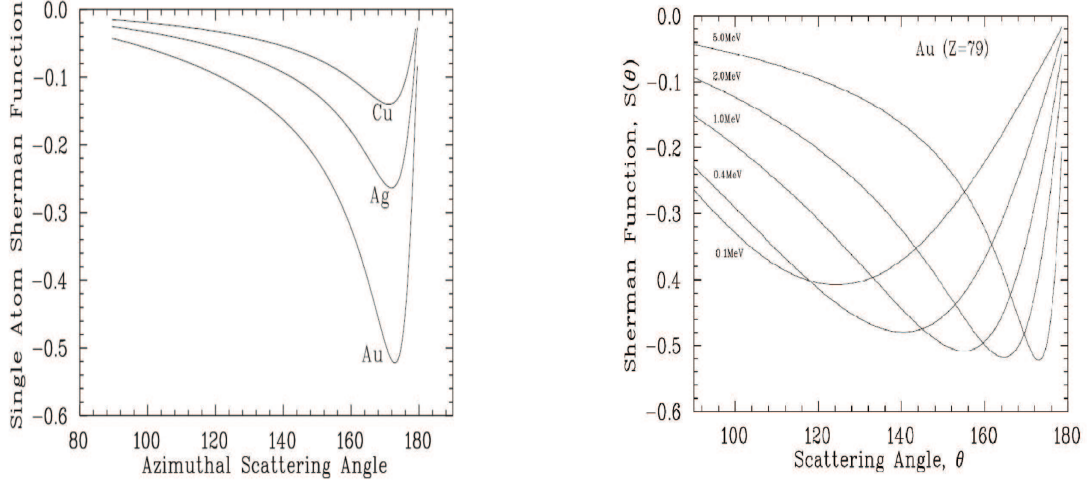 Single Atom Sherman Function
0.0
−0.1
−0.2
−0.3
−0.4
−0.5
−0.6
Cu
Ag
Au
80 100 120 140 160 180
Azimuthal Scattering Angle
Sherman Function, S(θ)
0.0
−0.1
−0.2
−0.3
−0.4
−0.5
−0.6
Au (Z=79)
5.0MeV
2.0MeV
1.0MeV
0.4MeV
0.1MeV
100 120 140 160 180
Scattering Angle, θ